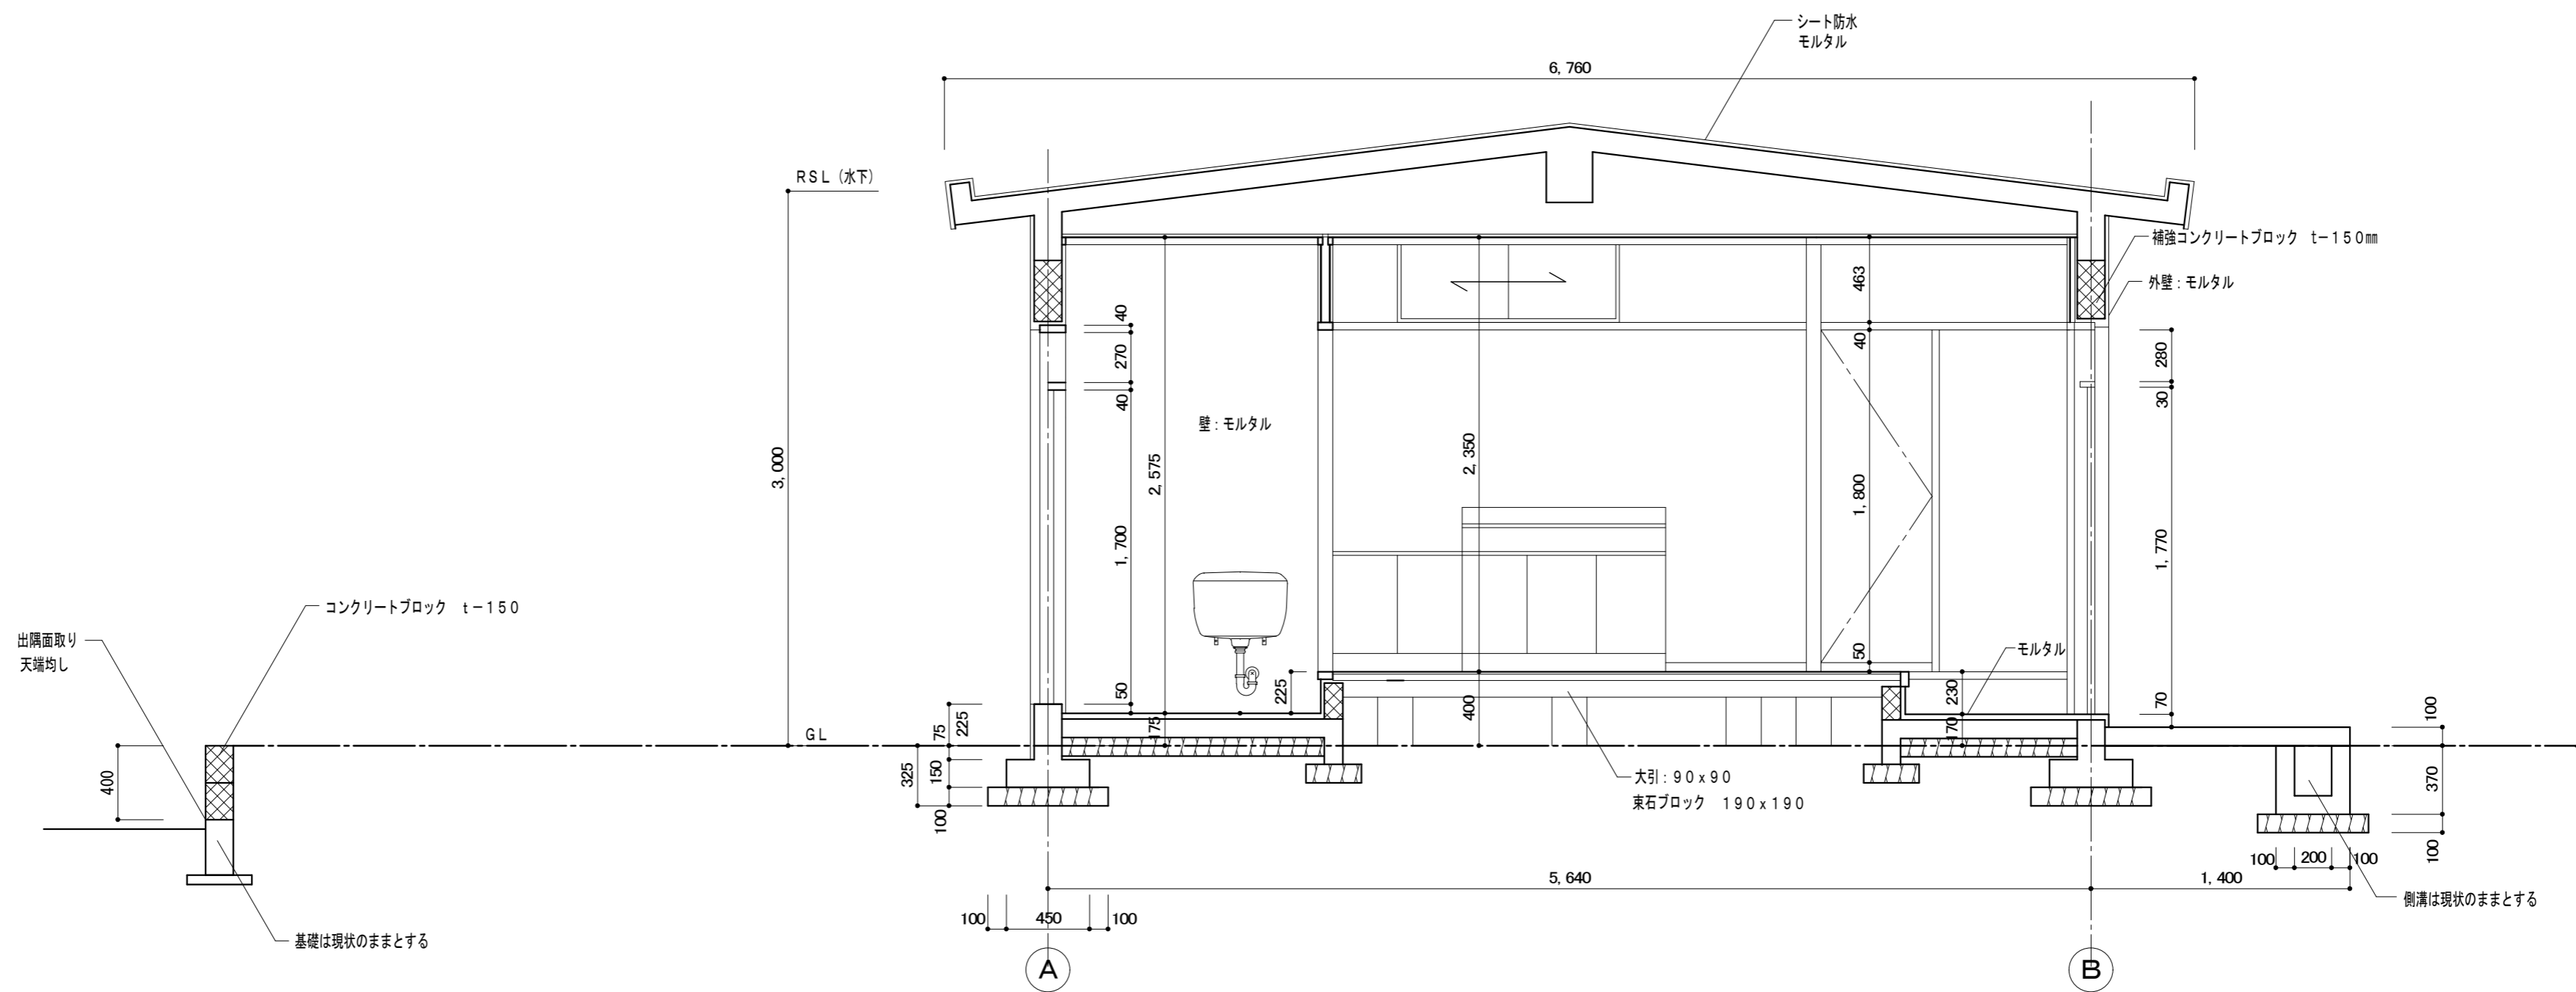 シート防水
モルタル
6,760
RSL（水下）
補強コンクリートブロック t-150㎜
外壁：モルタル
3,000
40
270
40
1,700
50
2,575
175
壁：モルタル
225
2,350
400
463
40
1,800
50
230
170
モルタル
280
30
1,770
70
100
370
100
コンクリートブロック t-150
出隅面取り
天端均し
GL
400
225
75
325
150
100
大引：90x90
束石ブロック 190x190
100 200 100
5,640
1,400
側溝は現状のままとする
100 450 100
基礎は現状のままとする
A
B